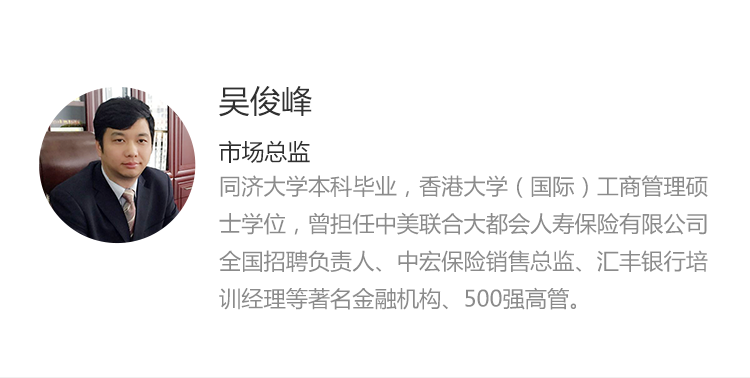 吴俊峰
市场总监
同济大学本科毕业，香港大学（国际）工商管理硕
士学位，曾担任中美联合大都会人寿保险有限公司
全国招聘负责人、中宏保险销售总监、汇丰银行培
训经理等著名金融机构、500强高管。